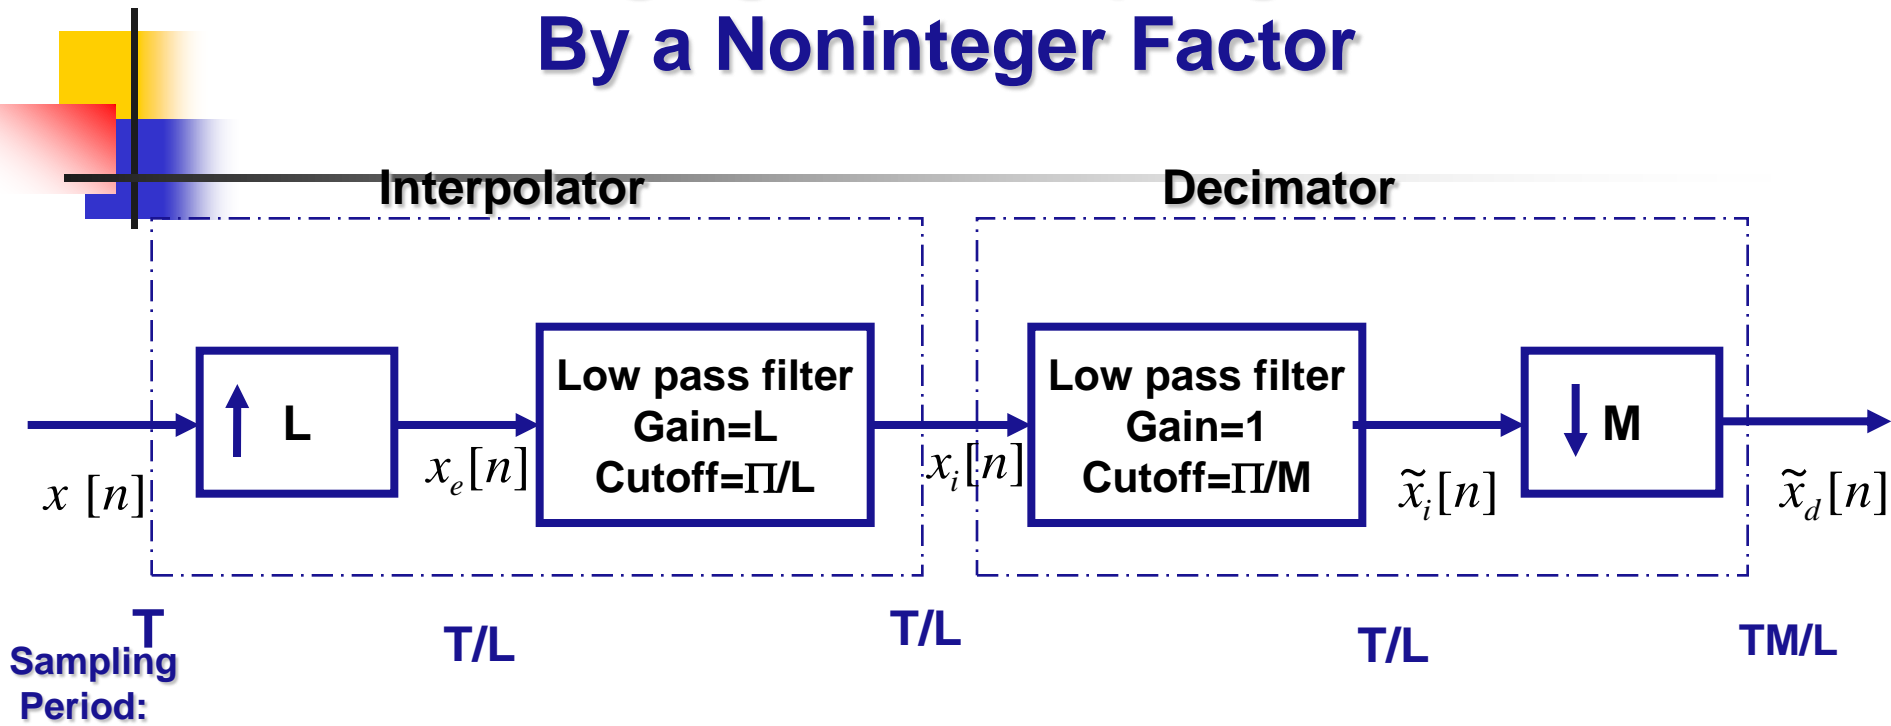 By a Noninteger Factor
Interpolator
Decimator
↑ L
Low pass filter
Gain=L
Cutoff=Π/L
Low pass filter
Gain=1
Cutoff=Π/M
↓ M
x [n]
x_e[n]
x_i[n]
x̃_i[n]
x̃_d[n]
T
T/L
T/L
T/L
TM/L
Sampling
Period: